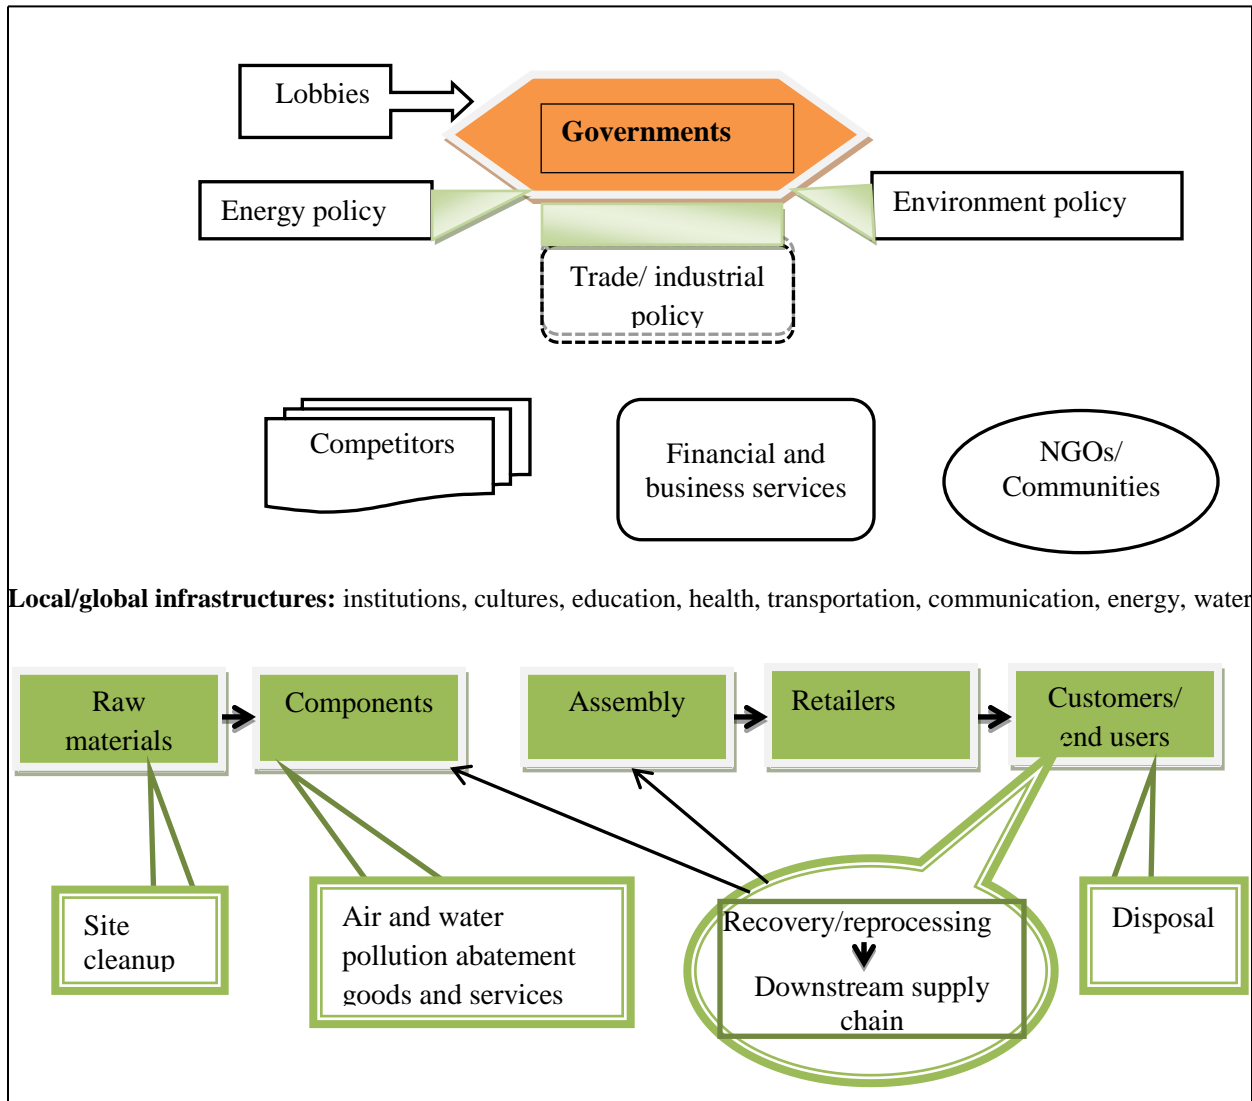 Lobbies
Governments
Energy policy
Environment policy
Trade/ industrial
policy
Competitors
Financial and
business services
NGOs/
Communities
Local/global infrastructures: institutions, cultures, education, health, transportation, communication, energy, water
Raw
materials
Components
Assembly
Retailers
Customers/
end users
Site
cleanup
Air and water
pollution abatement
goods and services
Recovery/reprocessing
Downstream supply
chain
Disposal